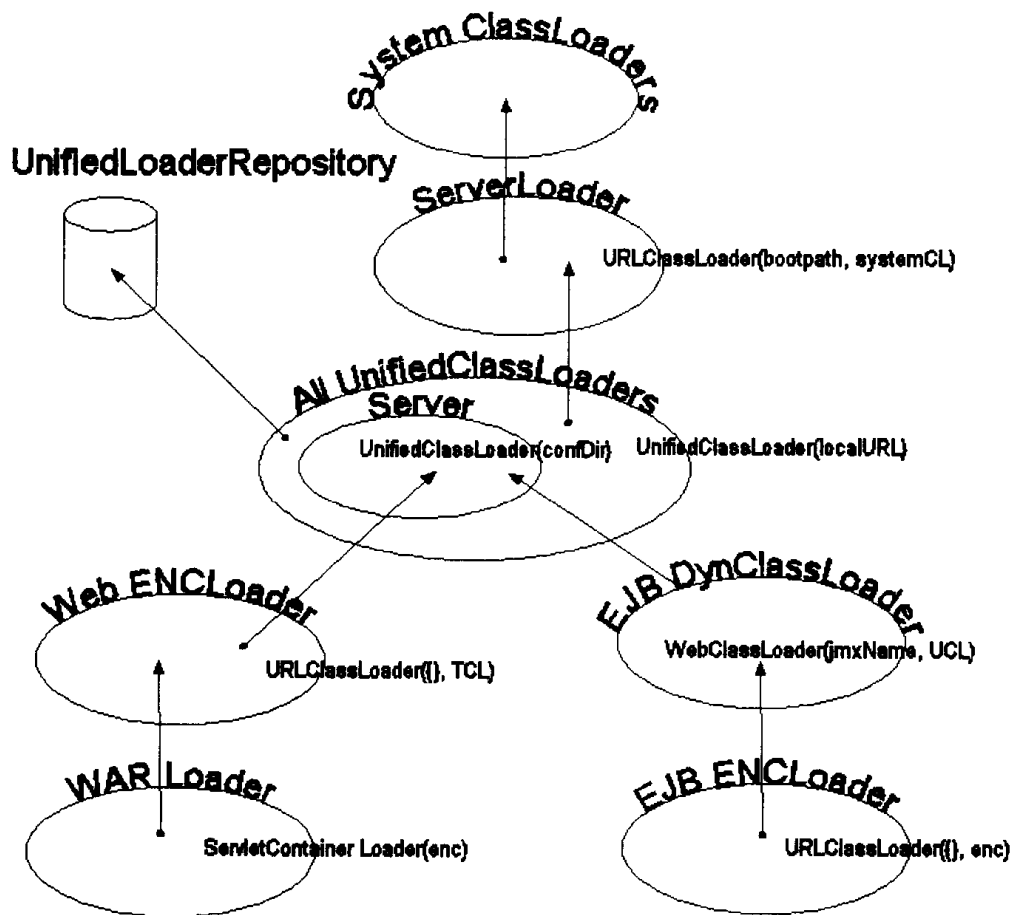 System ClassLoaders
UnifiedLoaderRepository
ServerLoader
URLClassLoader(bootpath, systemCL)
All UnifiedClassLoaders
Server
UnifiedClassLoader(confDir)
UnifiedClassLoader(localURL)
Web ENCLoader
URLClassLoader({}, TCL)
EJB DynClassLoader
WebClassLoader(jmxName, UCL)
WAR Loader
ServletContainer Loader(enc)
EJB ENCLoader
URLClassLoader({}, enc)